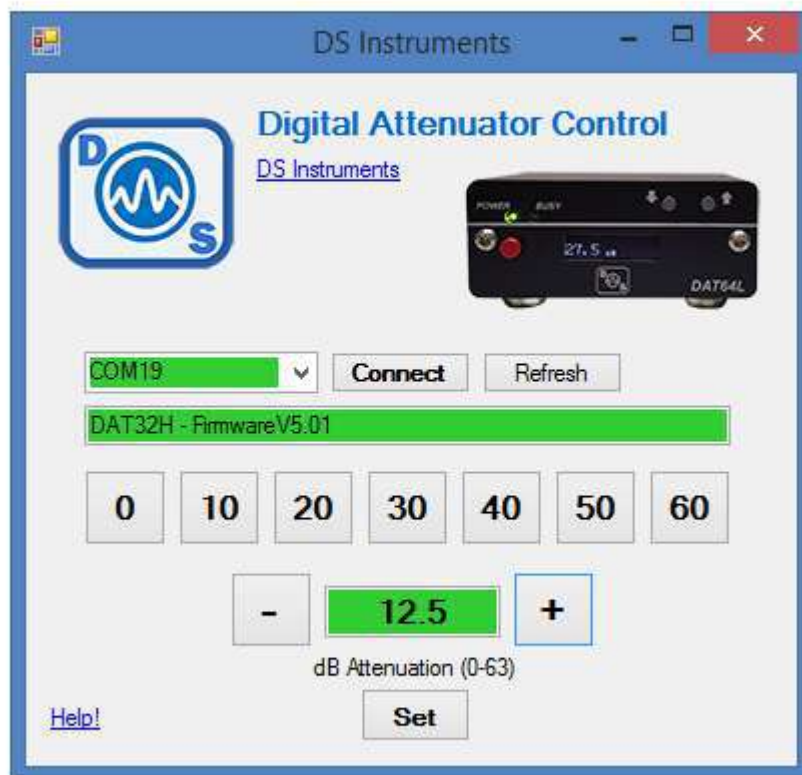 DS Instruments
D
S
Digital Attenuator Control
DS Instruments
POWER BUSY
27.5 dB
D S
DAT64L
COM19
Connect Refresh
DAT32H - FirmwareV5.01
0 10 20 30 40 50 60
- 12.5 +
dB Attenuation (0-63)
Help! Set